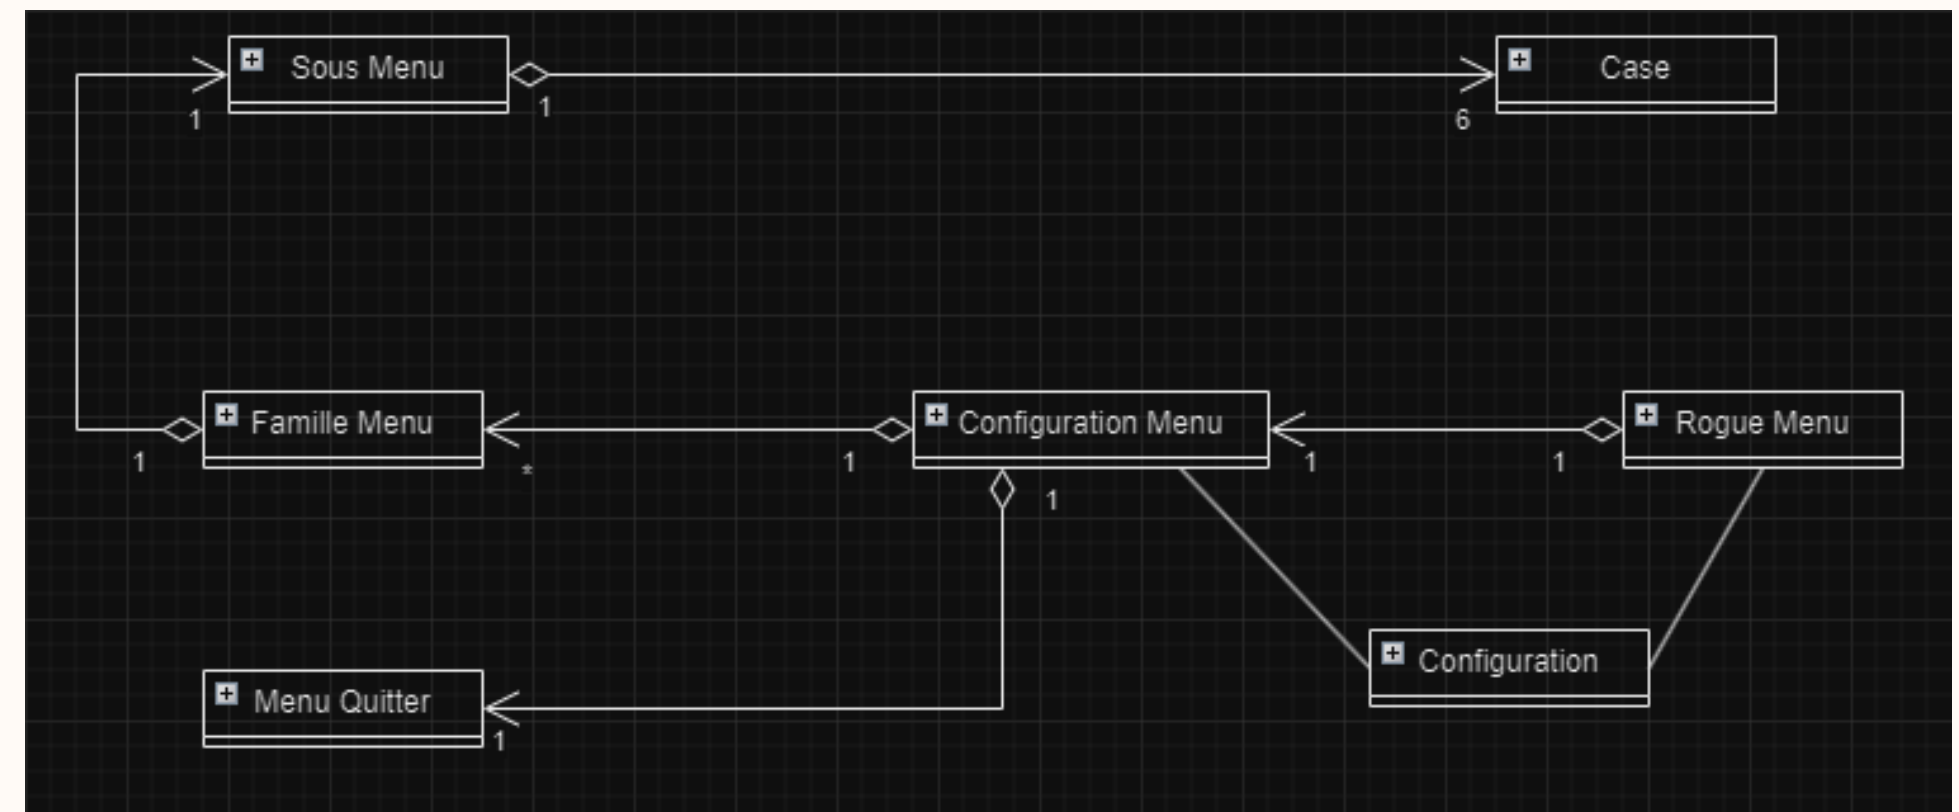 Sous Menu
Case
1
1
6
Famille Menu
Configuration Menu
Rogue Menu
1
*
1
1
1
1
Configuration
Menu Quitter
1